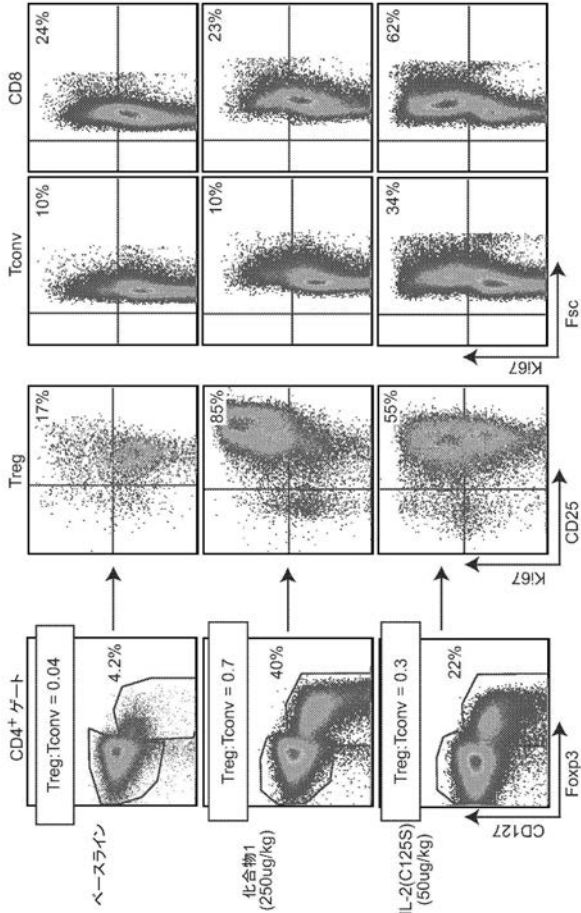 CD4⁺ ゲート
Treg
Tconv
CD8
ベースライン
Treg:Tconv = 0.04
4.2%
17%
10%
24%
化合物1
(250ug/kg)
Treg:Tconv = 0.7
40%
85%
10%
23%
IL-2(C125S)
(50ug/kg)
Treg:Tconv = 0.3
22%
55%
34%
62%
CD127
Foxp3
Ki67
CD25
Ki67
Fsc